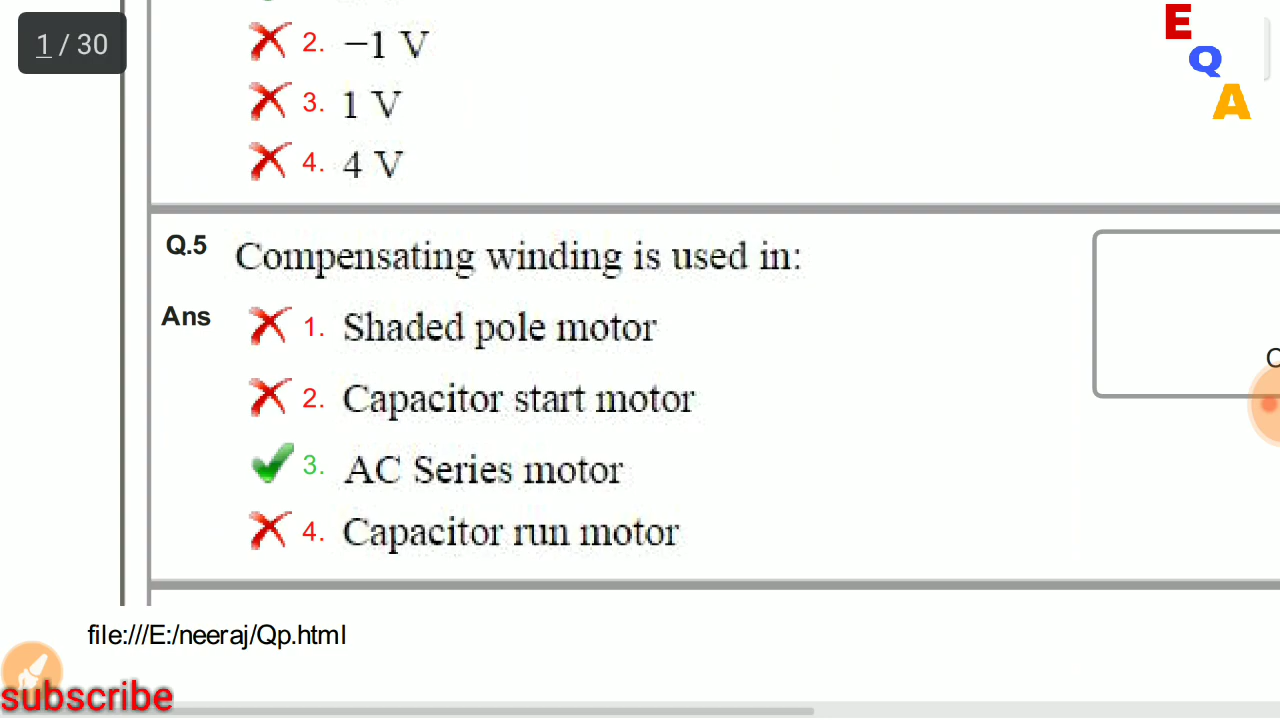 1 / 30
2. −1 V
3. 1 V
4. 4 V
E
Q
A
Q.5 Compensating winding is used in:
Ans
1. Shaded pole motor
2. Capacitor start motor
3. AC Series motor
4. Capacitor run motor
file:///E:/neeraj/Qp.html
subscribe